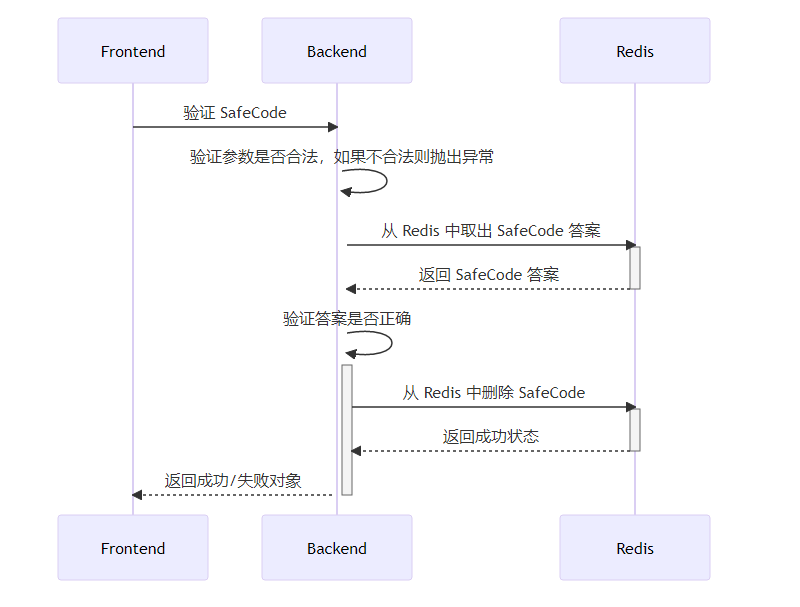 Frontend
Backend
Redis
验证 SafeCode
验证参数是否合法，如果不合法则抛出异常
从 Redis 中取出 SafeCode 答案
返回 SafeCode 答案
验证答案是否正确
从 Redis 中删除 SafeCode
返回成功状态
返回成功/失败对象
Frontend
Backend
Redis